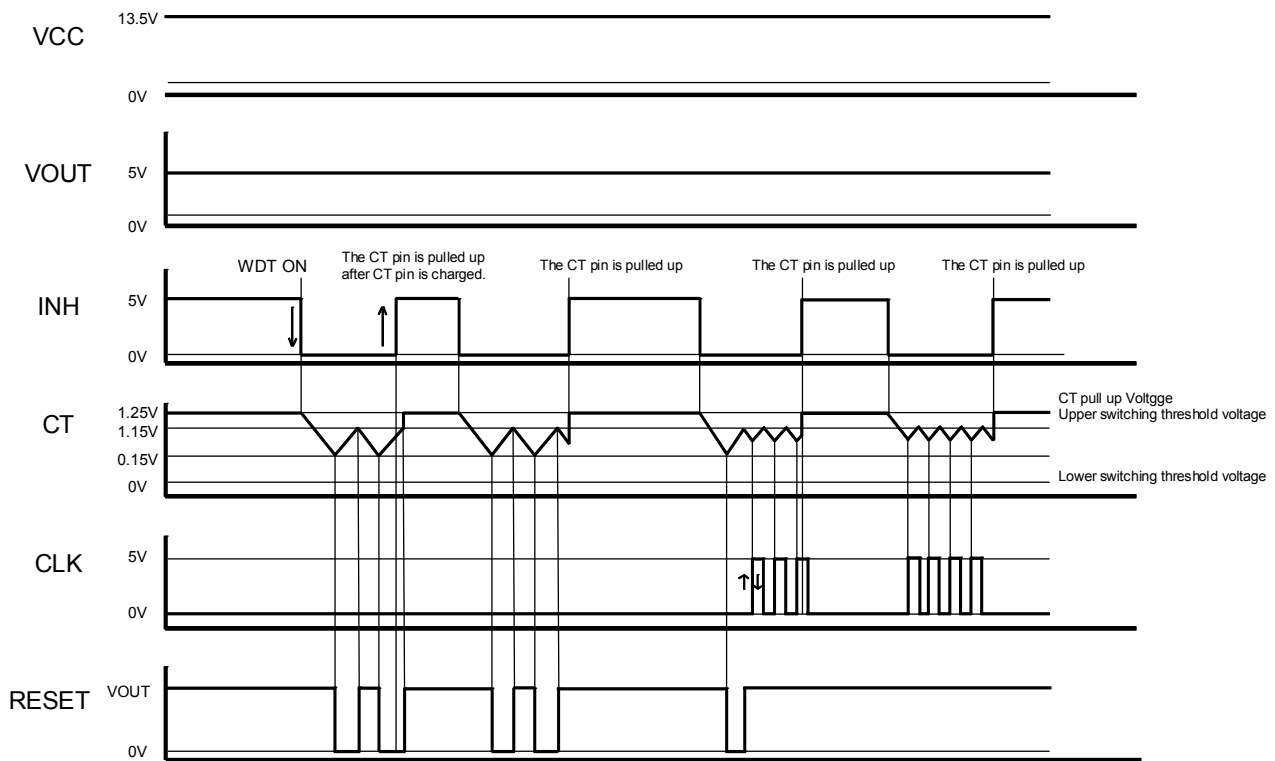 VCC
13.5V
0V
VOUT
5V
0V
WDT ON
The CT pin is pulled up
after CT pin is charged.
The CT pin is pulled up
The CT pin is pulled up
The CT pin is pulled up
INH
5V
0V
CT
1.25V
1.15V
0.15V
0V
CT pull up Voltgge
Upper switching threshold voltage
Lower switching threshold voltage
CLK
5V
0V
RESET
VOUT
0V